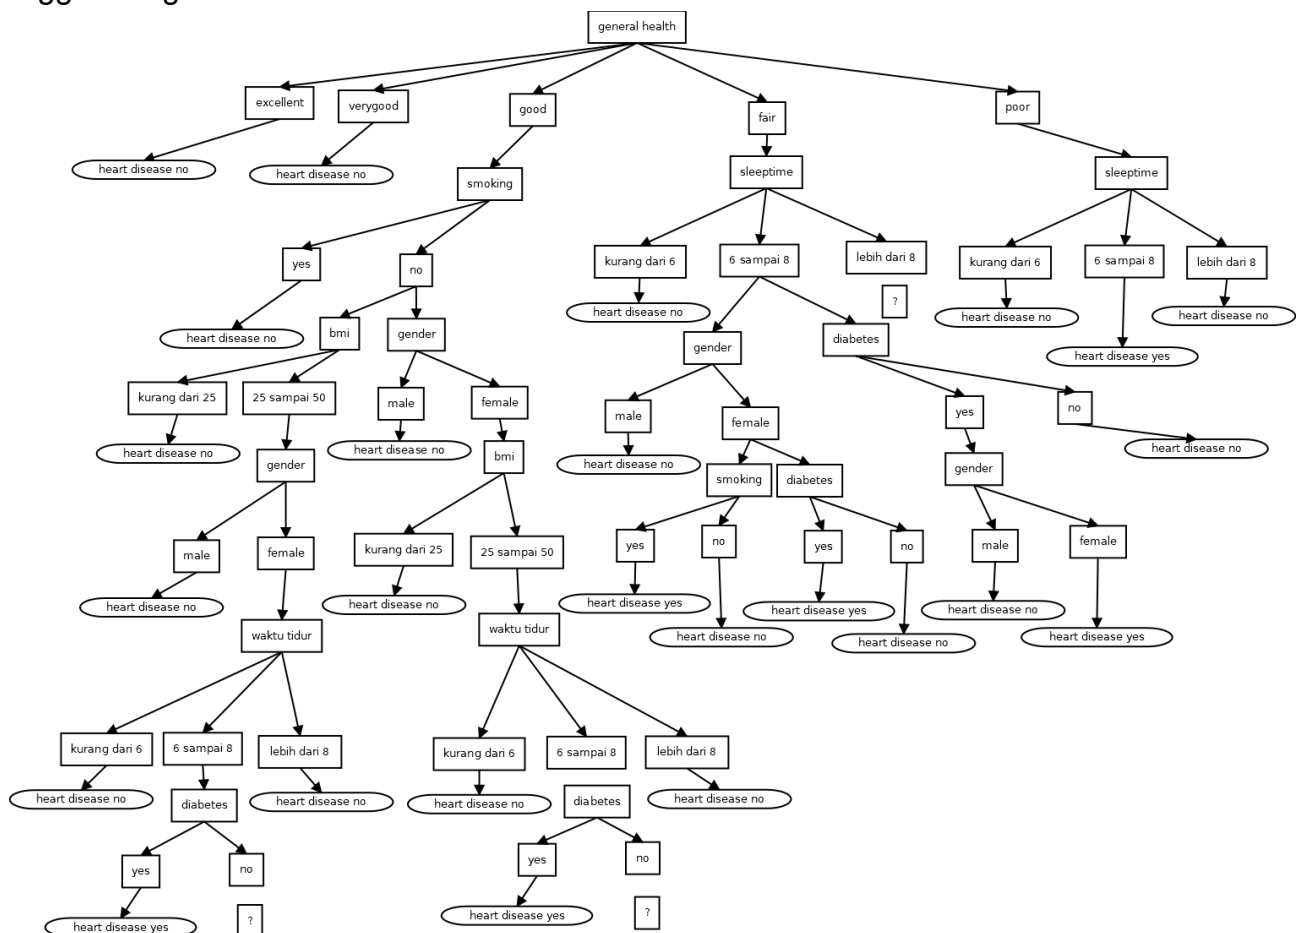 general health
excellent
verygood
good
fair
poor
heart disease no
heart disease no
smoking
sleeptime
sleeptime
yes
no
kurang dari 6
6 sampai 8
lebih dari 8
kurang dari 6
6 sampai 8
lebih dari 8
heart disease no
?
heart disease no
heart disease no
heart disease no
bmi
gender
gender
diabetes
heart disease yes
kurang dari 25
25 sampai 50
male
female
male
female
yes
no
heart disease no
heart disease no
heart disease no
heart disease no
gender
bmi
smoking
diabetes
gender
male
female
kurang dari 25
25 sampai 50
yes
no
yes
no
male
female
heart disease no
heart disease no
heart disease yes
heart disease yes
heart disease no
heart disease no
heart disease no
heart disease yes
waktu tidur
waktu tidur
kurang dari 6
6 sampai 8
lebih dari 8
kurang dari 6
6 sampai 8
lebih dari 8
heart disease no
diabetes
heart disease no
heart disease no
diabetes
heart disease no
yes
no
yes
no
heart disease yes
?
heart disease yes
?